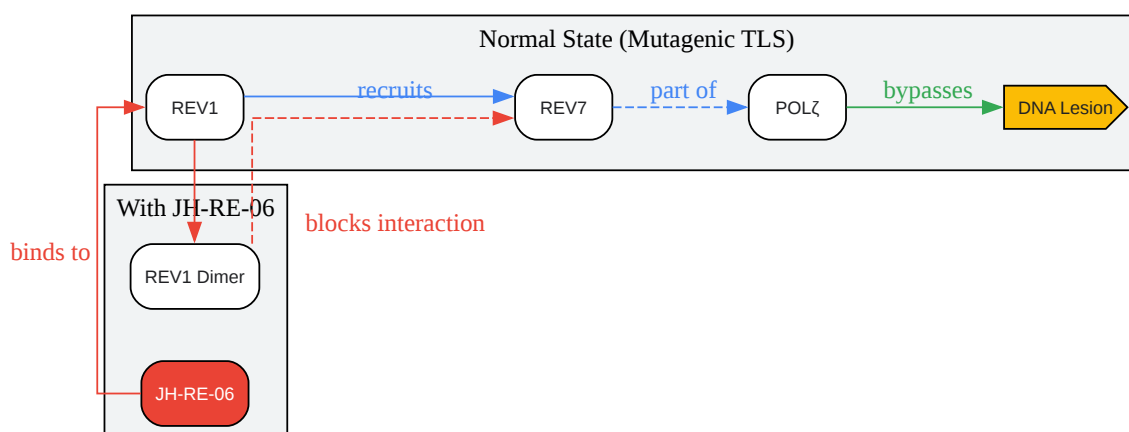 Normal State (Mutagenic TLS)
REV1
recruits
REV7
part of
POLζ
bypasses
DNA Lesion
With JH-RE-06
binds to
blocks interaction
REV1 Dimer
JH-RE-06